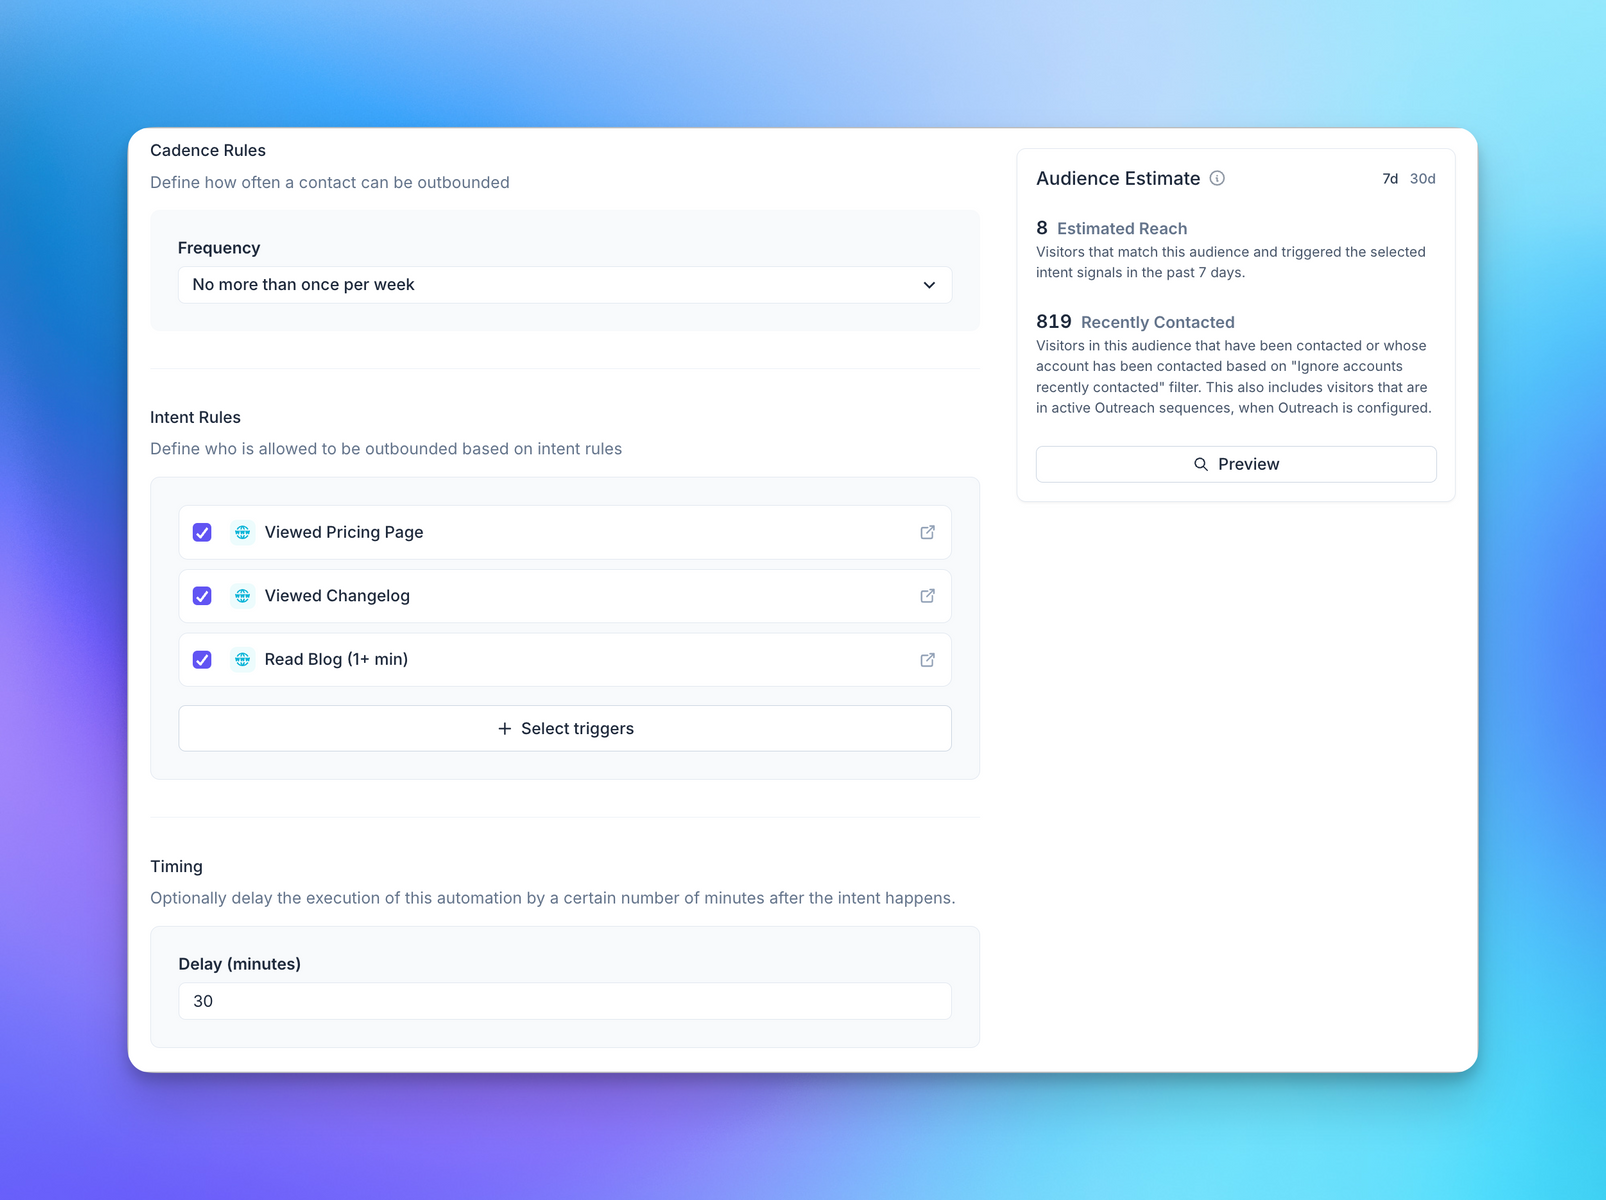 Cadence Rules
Define how often a contact can be outbounded
Frequency
No more than once per week
Intent Rules
Define who is allowed to be outbounded based on intent rules
Viewed Pricing Page
Viewed Changelog
Read Blog (1+ min)
Select triggers
Timing
Optionally delay the execution of this automation by a certain number of minutes after the intent happens.
Delay (minutes)
30
Audience Estimate
7d 30d
8 Estimated Reach
Visitors that match this audience and triggered the selected
intent signals in the past 7 days.
819 Recently Contacted
Visitors in this audience that have been contacted or whose
account has been contacted based on "Ignore accounts
recently contacted" filter. This also includes visitors that are
in active Outreach sequences, when Outreach is configured.
Preview